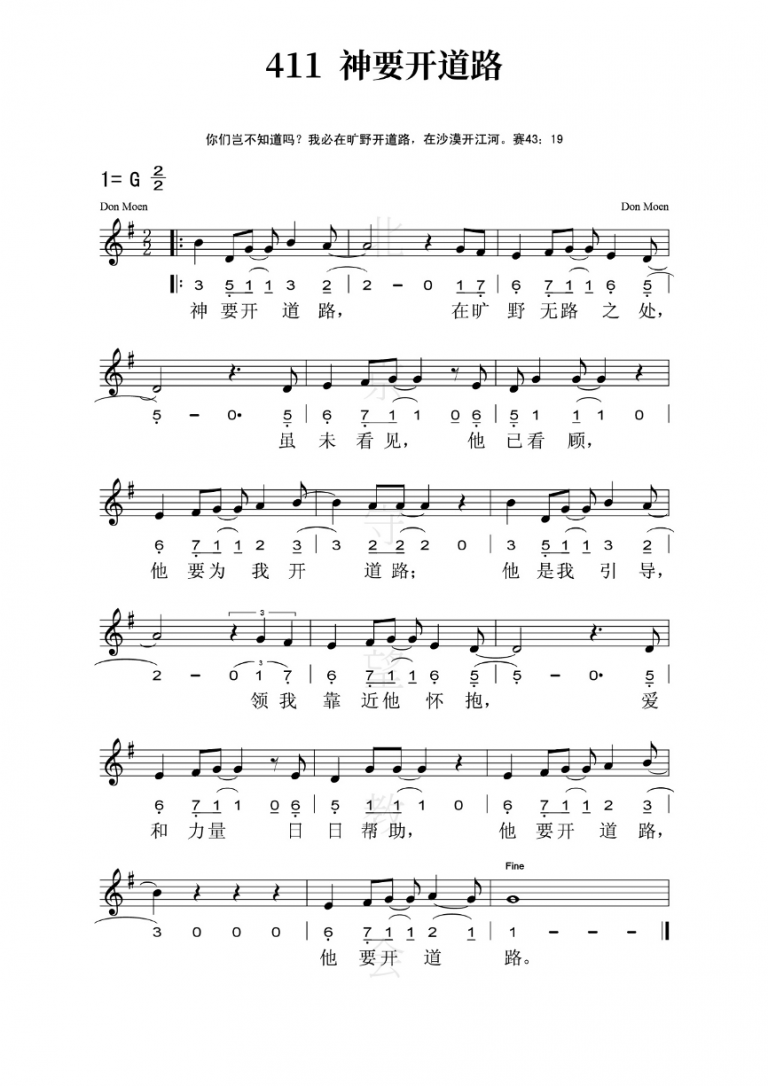 411 神要开道路
你们岂不知道吗？我必在旷野开道路，在沙漠开江河。赛43：19
1= G 2/2
Don Moen Don Moen
𝄆 3 5 1 1 3 2 | 2 – 0 1 7 | 6 7 1 1 6 5 |
神 要 开 道 路， 在 旷 野 无 路 之 处，
5 – 0· 5 | 6 7 1 1 0 6 | 5 1 1 1 0 |
虽 未 看 见， 他 已 看 顾，
6 7 1 1 2 3 | 3 2 2 2 0 | 3 5 1 1 3 2 |
他 要 为 我 开 道 路； 他 是 我 引 导，
3
2 – 0 1 7 | 6 7 1 1 6 5 | 5 – 0· 5 |
3
领 我 靠 近 他 怀 抱， 爱
6 7 1 1 0 6 | 5 1 1 1 0 | 6 7 1 1 2 3 |
和 力 量 日 日 帮 助， 他 要 开 道 路，
Fine
3 0 0 0 | 6 7 1 1 2 1 | 1 – – – ‖
他 要 开 道 路。
北京守望教会